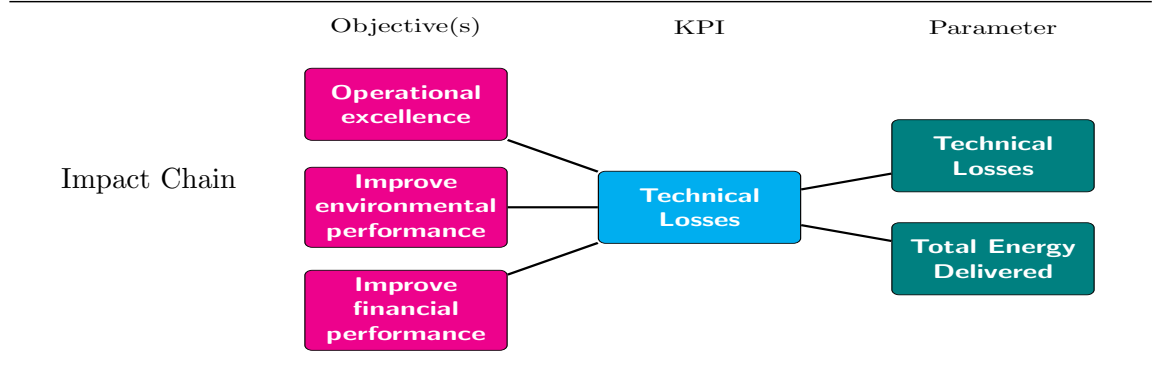 Objective(s) KPI Parameter
Impact Chain
Operational
excellence
Improve
environmental
performance
Improve
financial
performance
Technical
Losses
Technical
Losses
Total Energy
Delivered